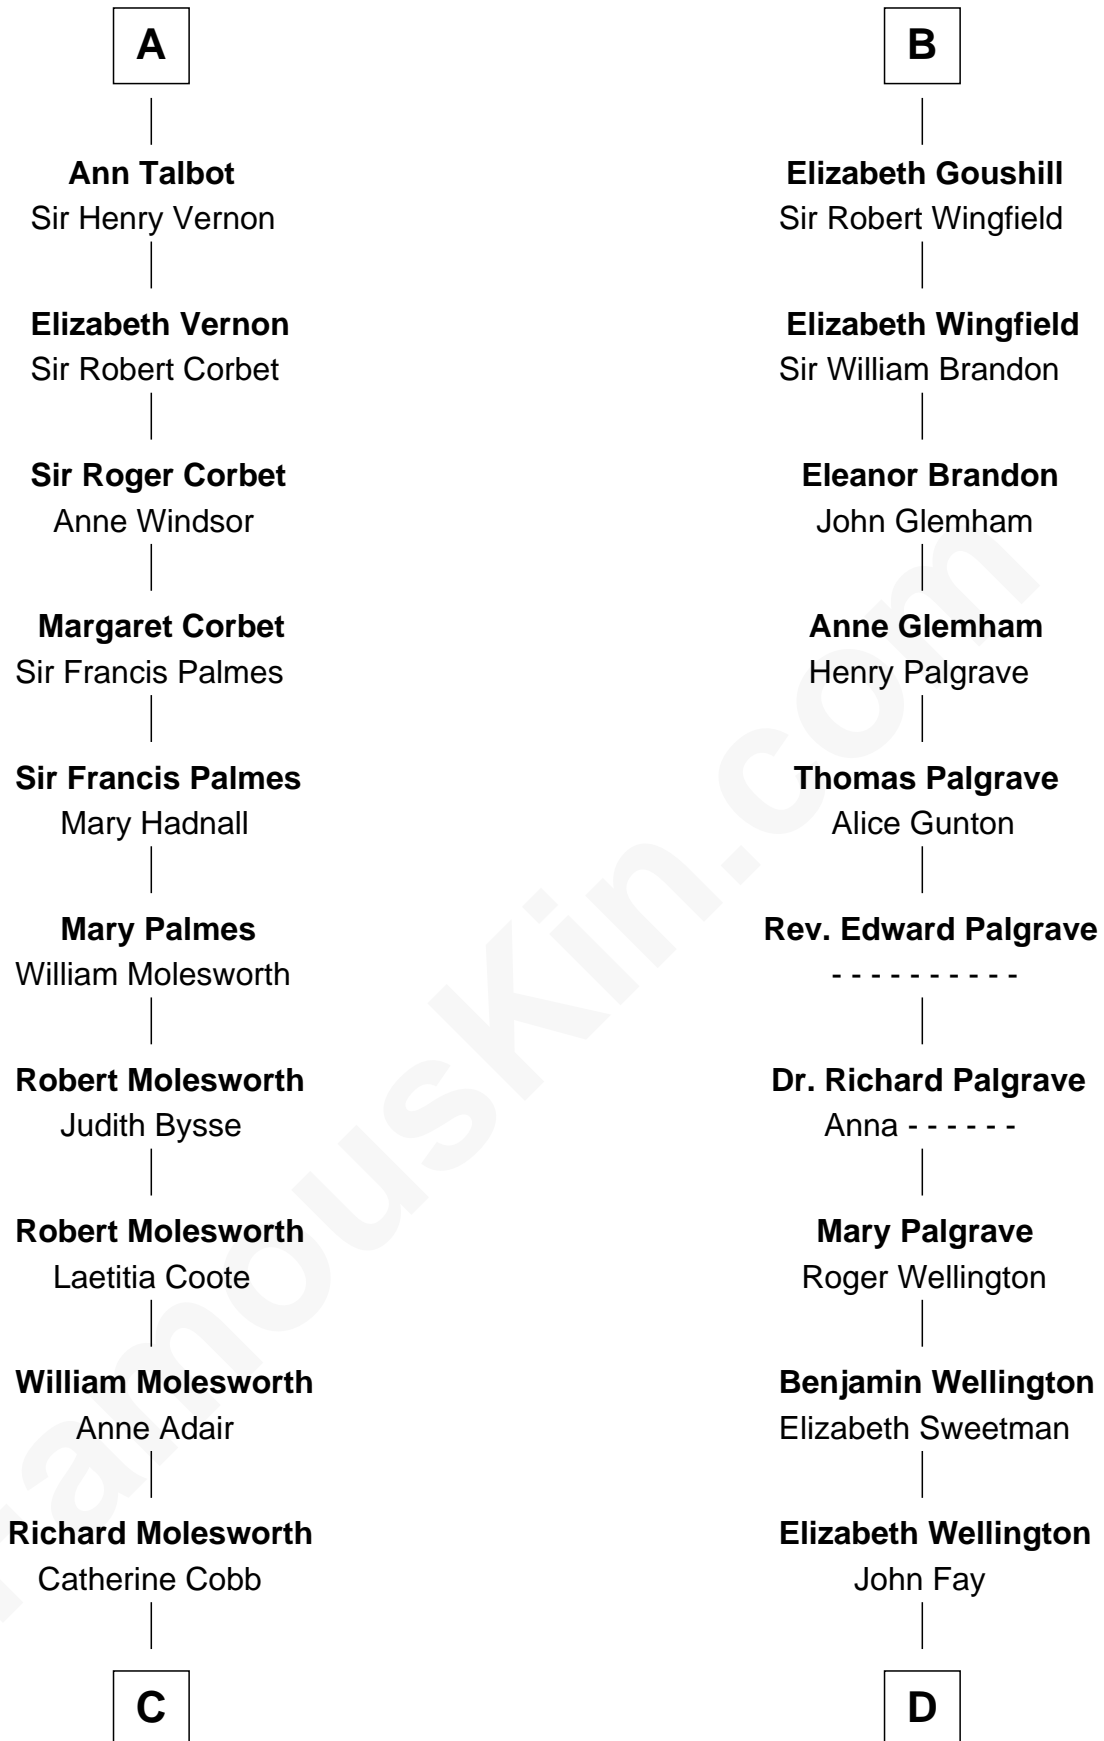 A
Ann Talbot
Sir Henry Vernon
Elizabeth Vernon
Sir Robert Corbet
Sir Roger Corbet
Anne Windsor
Margaret Corbet
Sir Francis Palmes
Sir Francis Palmes
Mary Hadnall
Mary Palmes
William Molesworth
Robert Molesworth
Judith Bysse
Robert Molesworth
Laetitia Coote
William Molesworth
Anne Adair
Richard Molesworth
Catherine Cobb
C
B
Elizabeth Goushill
Sir Robert Wingfield
Elizabeth Wingfield
Sir William Brandon
Eleanor Brandon
John Glemham
Anne Glemham
Henry Palgrave
Thomas Palgrave
Alice Gunton
Rev. Edward Palgrave
- - - - - - - - - -
Dr. Richard Palgrave
Anna - - - - - -
Mary Palgrave
Roger Wellington
Benjamin Wellington
Elizabeth Sweetman
Elizabeth Wellington
John Fay
D
FamousKin.com